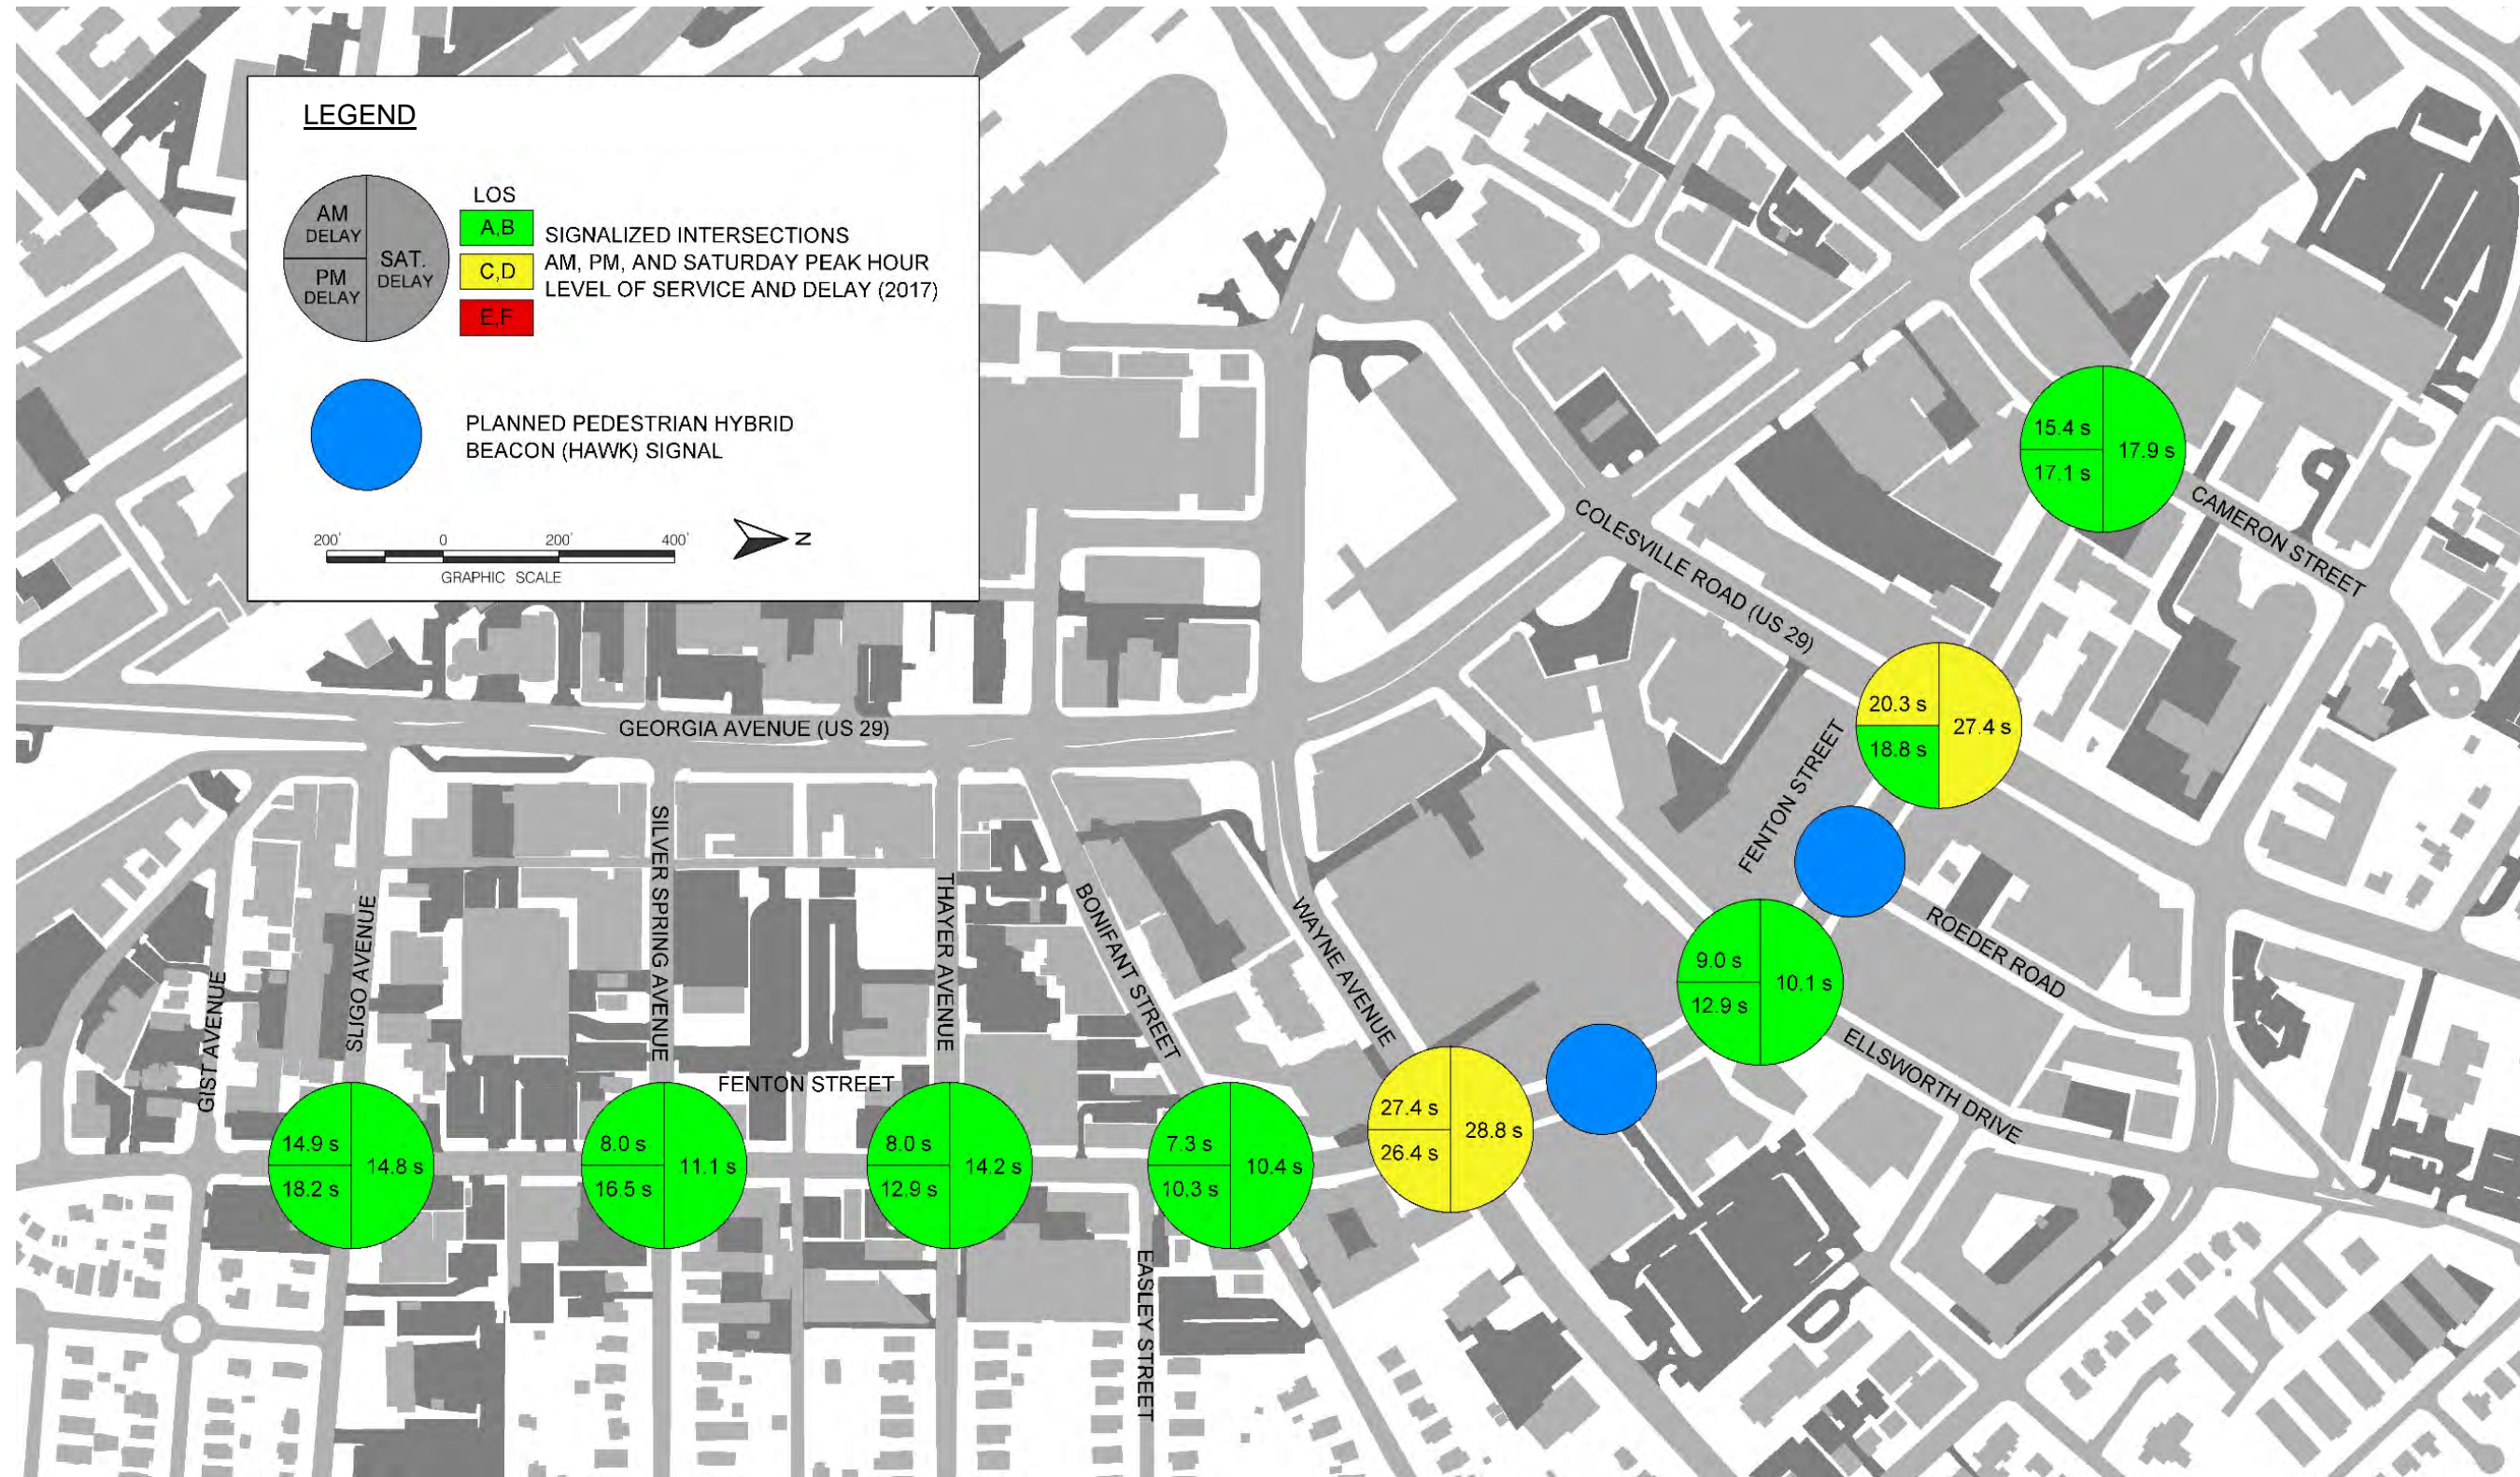 LEGEND
AM
DELAY
PM
DELAY
SAT.
DELAY
LOS
A,B
C,D
E,F
SIGNALIZED INTERSECTIONS
AM, PM, AND SATURDAY PEAK HOUR
LEVEL OF SERVICE AND DELAY (2017)
PLANNED PEDESTRIAN HYBRID
BEACON (HAWK) SIGNAL
200'
0
200'
400'
GRAPHIC SCALE
N
15.4 s
17.1 s
17.9 s
CAMERON STREET
COLESVILLE ROAD (US 29)
20.3 s
18.8 s
27.4 s
GEORGIA AVENUE (US 29)
FENTON STREET
ROEDER ROAD
9.0 s
12.9 s
10.1 s
ELLSWORTH DRIVE
SILVER SPRING AVENUE
THAYER AVENUE
BONIFANT STREET
WAYNE AVENUE
SLIGO AVENUE
GIST AVENUE
FENTON STREET
14.9 s
18.2 s
14.8 s
8.0 s
16.5 s
11.1 s
8.0 s
12.9 s
14.2 s
7.3 s
10.3 s
10.4 s
27.4 s
26.4 s
28.8 s
EASLEY STREET